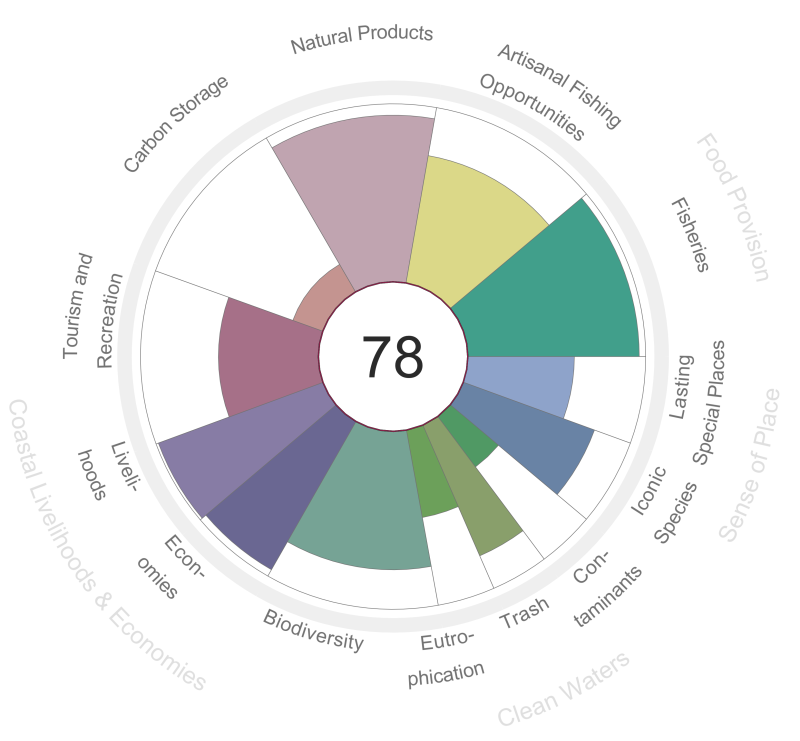 Natural Products
Artisanal Fishing
Opportunities
Carbon Storage
Food Provision
Fisheries
Tourism and
Recreation
78
Lasting
Special Places
Sense of Place
Iconic
Species
Con-
taminants
Trash
Clean Waters
Eutro-
phication
Biodiversity
Econ-
omies
Liveli-
hoods
Coastal Livelihoods & Economies